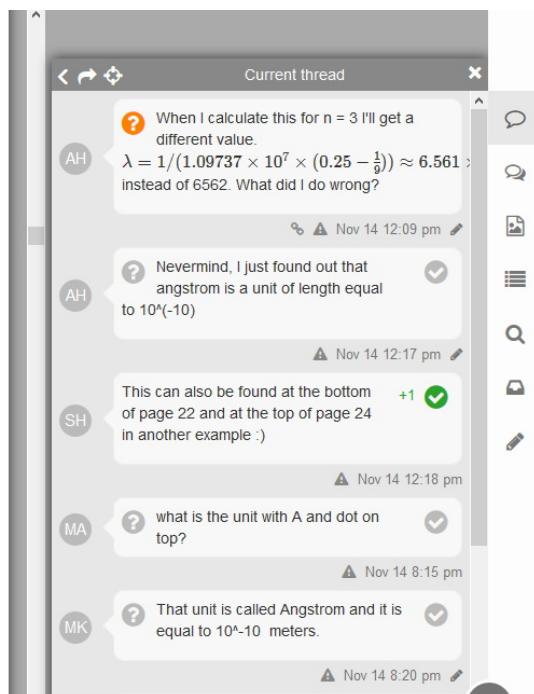 Current thread
When I calculate this for n = 3 I'll get a
different value.
AH
λ = 1/(1.09737 × 10⁷ × (0.25 − 1/9)) ≈ 6.561 ×
instead of 6562. What did I do wrong?
Nov 14 12:09 pm
Nevermind, I just found out that
angstrom is a unit of length equal
AH
to 10^(-10)
Nov 14 12:17 pm
This can also be found at the bottom
+1
of page 22 and at the top of page 24
SH
in another example :)
Nov 14 12:18 pm
what is the unit with A and dot on
MA
top?
Nov 14 8:15 pm
That unit is called Angstrom and it is
MK
equal to 10^-10 meters.
Nov 14 8:20 pm